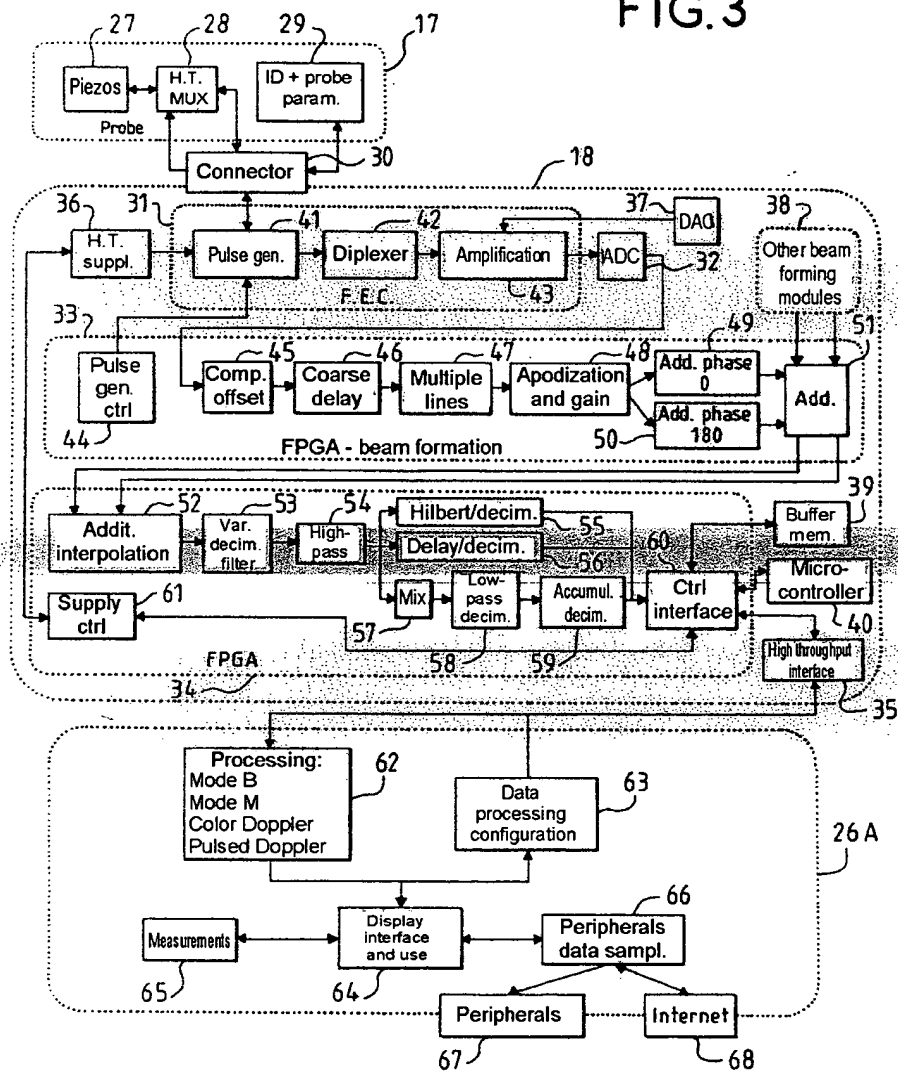 FIG. 3
27
28
29
17
Piezos
H.T.
MUX
ID + probe
param.
Probe
Connector
30
18
36
31
41
42
37
DAC
38
H.T.
suppl.
Pulse gen.
Diplexer
Amplification
ADC
32
Other beam
forming
modules
F.E.C.
43
33
45
46
47
48
49
51
Pulse
gen.
ctrl
Comp.
offset
Coarse
delay
Multiple
lines
Apodization
and gain
Add. phase
0
Add.
44
50
Add. phase
180
FPGA - beam formation
52
53
54
39
Addit.
interpolation
Var.
decim.
filter
High-
pass
Hilbert/decim.
55
Delay/decim.
56
60
Buffer
mem.
61
Supply
ctrl
Mix
57
Low-
pass
decim.
58
Accumul.
decim.
59
Ctrl
interface
Micro-
controller
40
FPGA
34
High throughput
interface
35
Processing:
Mode B
Mode M
Color Doppler
Pulsed Doppler
62
Data
processing
configuration
63
26A
Measurements
65
Display
interface
and use
64
66
Peripherals
data sampl.
Peripherals
67
Internet
68